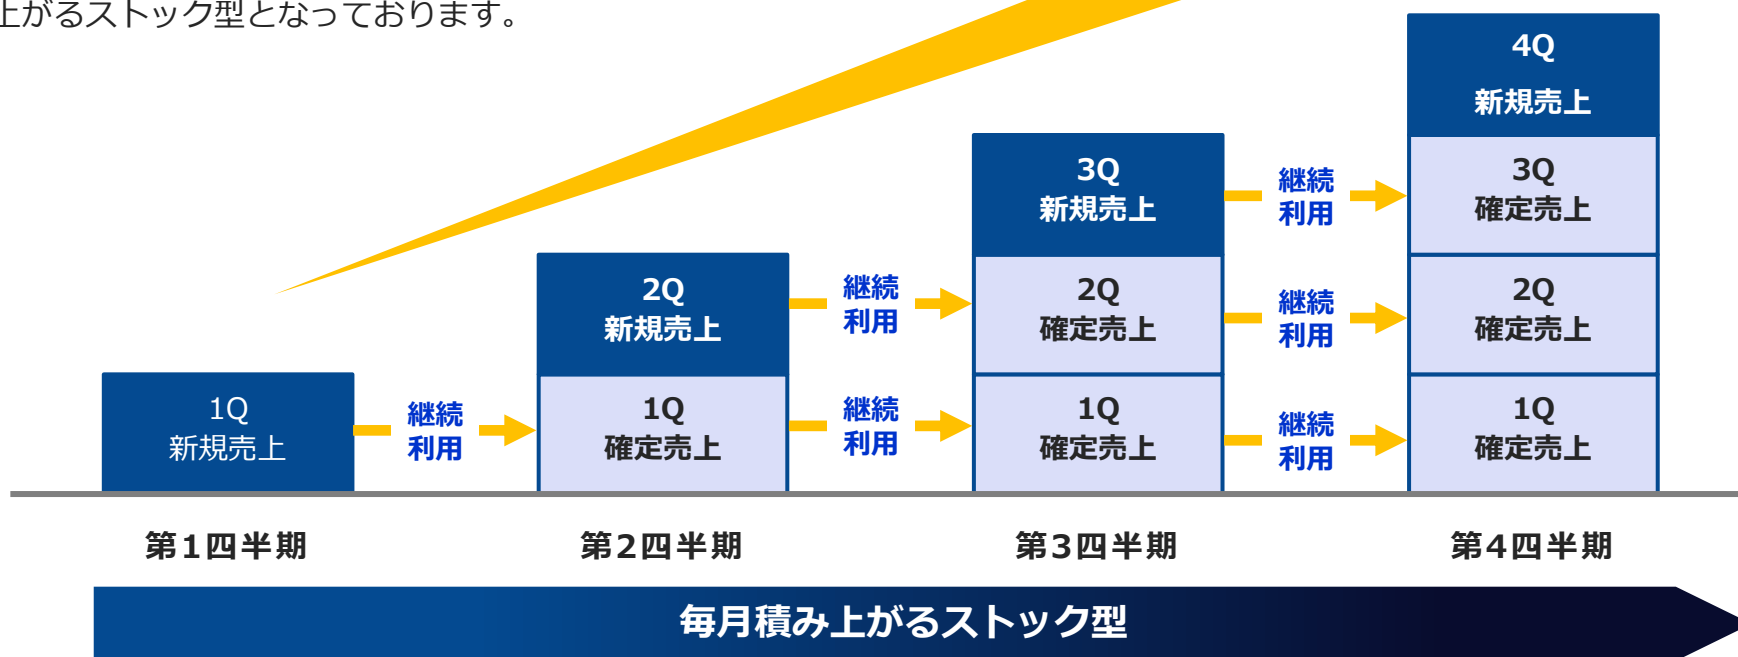 上がるストック型となっております。
4Q
新規売上
3Q
新規売上
継続
利用
3Q
確定売上
2Q
新規売上
継続
利用
2Q
確定売上
継続
利用
2Q
確定売上
1Q
新規売上
継続
利用
1Q
確定売上
継続
利用
1Q
確定売上
継続
利用
1Q
確定売上
第1四半期
第2四半期
第3四半期
第4四半期
毎月積み上がるストック型